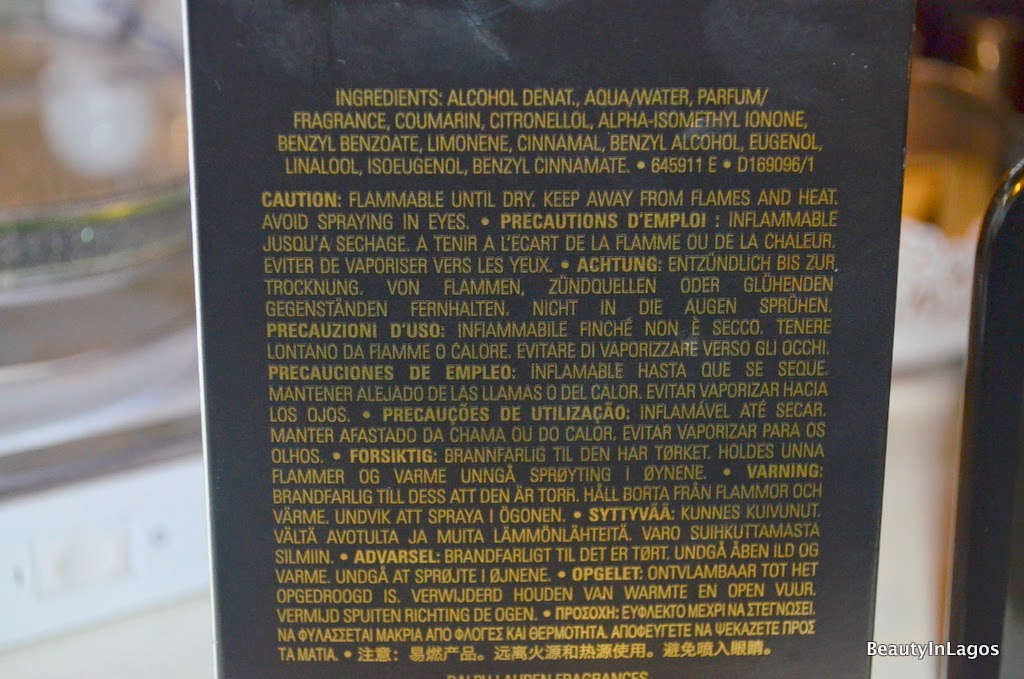 INGREDIENTS: ALCOHOL DENAT., AQUA/WATER, PARFUM/
FRAGRANCE, COUMARIN, CITRONELLOL, ALPHA-ISOMETHYL IONONE,
BENZYL BENZOATE, LIMONENE, CINNAMAL, BENZYL ALCOHOL, EUGENOL,
LINALOOL, ISOEUGENOL, BENZYL CINNAMATE. • 645911 E • D169096/1
CAUTION: FLAMMABLE UNTIL DRY. KEEP AWAY FROM FLAMES AND HEAT.
AVOID SPRAYING IN EYES. • PRECAUTIONS D'EMPLOI : INFLAMMABLE
JUSQU'A SECHAGE. A TENIR A L'ECART DE LA FLAMME OU DE LA CHALEUR.
EVITER DE VAPORISER VERS LES YEUX. • ACHTUNG: ENTZÜNDLICH BIS ZUR
TROCKNUNG. VON FLAMMEN, ZÜNDQUELLEN ODER GLÜHENDEN
GEGENSTÄNDEN FERNHALTEN. NICHT IN DIE AUGEN SPRÜHEN.
PRECAUZIONI D'USO: INFIAMMABILE FINCHÉ NON È SECCO. TENERE
LONTANO DA FIAMME O CALORE. EVITARE DI VAPORIZZARE VERSO GLI OCCHI.
PRECAUCIONES DE EMPLEO: INFLAMABLE HASTA QUE SE SEQUE.
MANTENER ALEJADO DE LAS LLAMAS O DEL CALOR. EVITAR VAPORIZAR HACIA
LOS OJOS. • PRECAUÇÕES DE UTILIZAÇÃO: INFLAMÁVEL ATÉ SECAR.
MANTER AFASTADO DA CHAMA OU DO CALOR. EVITAR VAPORIZAR PARA OS
OLHOS. • FORSIKTIG: BRANNFARLIG TIL DEN HAR TØRKET. HOLDES UNNA
FLAMMER OG VARME UNNGÅ SPRØYTING I ØYNENE. • VARNING:
BRANDFARLIG TILL DESS ATT DEN ÄR TORR. HÅLL BORTA FRÅN FLAMMOR OCH
VÄRME. UNDVIK ATT SPRAYA I ÖGONEN. • SYTTYVÄÄ: KUNNES KUIVUNUT.
VÄLTÄ AVOTULTA JA MUITA LÄMMÖNLÄHTEITÄ. VARO SUIHKUTTAMASTA
SILMIIN. • ADVARSEL: BRANDFARLIGT TIL DET ER TØRT. UNDGÅ ÅBEN ILD OG
VARME. UNDGÅ AT SPRØJTE I ØJNENE. • OPGELET: ONTVLAMBAAR TOT HET
OPGEDROOGD IS. VERWIJDERD HOUDEN VAN WARMTE EN OPEN VUUR.
VERMIJD SPUITEN RICHTING DE OGEN. • ΠΡΟΣΟΧΗ: ΕΥΦΛΕΚΤΟ ΜΕΧΡΙ ΝΑ ΣΤΕΓΝΩΣΕΙ.
ΝΑ ΦΥΛΑΣΣΕΤΑΙ ΜΑΚΡΙΑ ΑΠΟ ΦΛΟΓΕΣ ΚΑΙ ΘΕΡΜΟΤΗΤΑ. ΑΠΟΦΕΥΓΕΤΕ ΝΑ ΨΕΚΑΖΕΤΕ ΠΡΟΣ
ΤΑ ΜΑΤΙΑ. • 注意：易燃产品。远离火源和热源使用。避免喷入眼睛。
RALPH LAUREN FRAGRANCES
BeautyInLagos